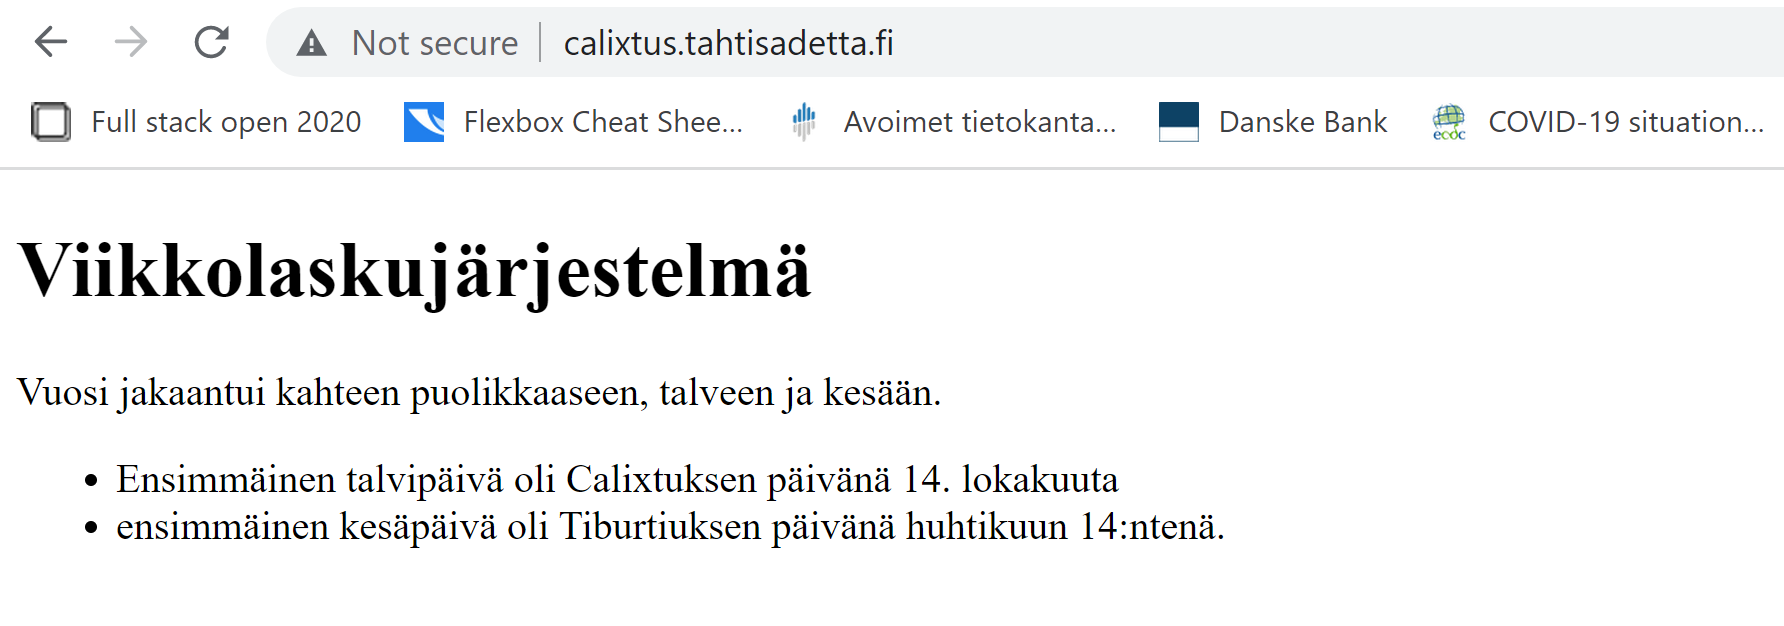 Not secure calixtus.tahtisadetta.fi
Full stack open 2020 Flexbox Cheat Shee... Avoimet tietokanta... Danske Bank ecdc COVID-19 situation...
Viikkolaskujärjestelmä
Vuosi jakaantui kahteen puolikkaaseen, talveen ja kesään.
• Ensimmäinen talvipäivä oli Calixtuksen päivänä 14. lokakuuta
• ensimmäinen kesäpäivä oli Tiburtiuksen päivänä huhtikuun 14:ntenä.